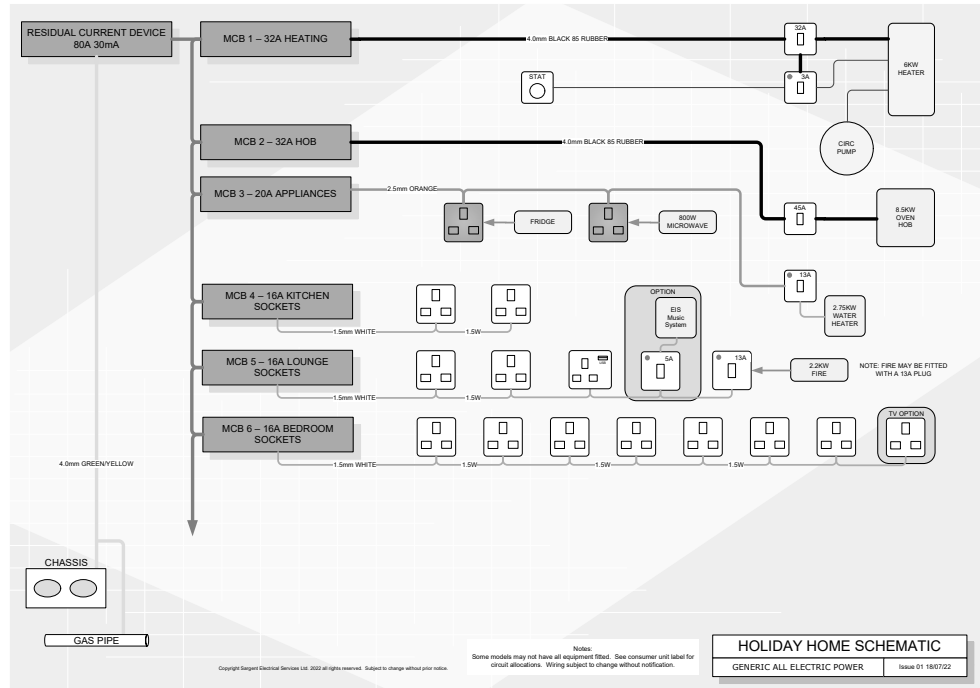 RESIDUAL CURRENT DEVICE
80A 30mA
MCB 1 – 32A HEATING
4.0mm BLACK 85 RUBBER
32A
6KW
HEATER
STAT
3A
CIRC
PUMP
MCB 2 – 32A HOB
4.0mm BLACK 85 RUBBER
MCB 3 – 20A APPLIANCES
2.5mm ORANGE
FRIDGE
800W
MICROWAVE
45A
8.5KW
OVEN
HOB
13A
2.75KW
WATER
HEATER
MCB 4 – 16A KITCHEN
SOCKETS
1.5mm WHITE
1.5W
OPTION
EIS
Music
System
MCB 5 – 16A LOUNGE
SOCKETS
1.5mm WHITE
1.5W
5A
13A
2.2KW
FIRE
NOTE: FIRE MAY BE FITTED
WITH A 13A PLUG
MCB 6 – 16A BEDROOM
SOCKETS
1.5mm WHITE
1.5W
1.5W
1.5W
TV OPTION
4.0mm GREEN/YELLOW
CHASSIS
GAS PIPE
Copyright Sargent Electrical Services Ltd. 2022 all rights reserved. Subject to change without prior notice.
Notes:
Some models may not have all equipment fitted. See consumer unit label for
circuit allocations. Wiring subject to change without notification.
HOLIDAY HOME SCHEMATIC
GENERIC ALL ELECTRIC POWER
Issue 01 18/07/22